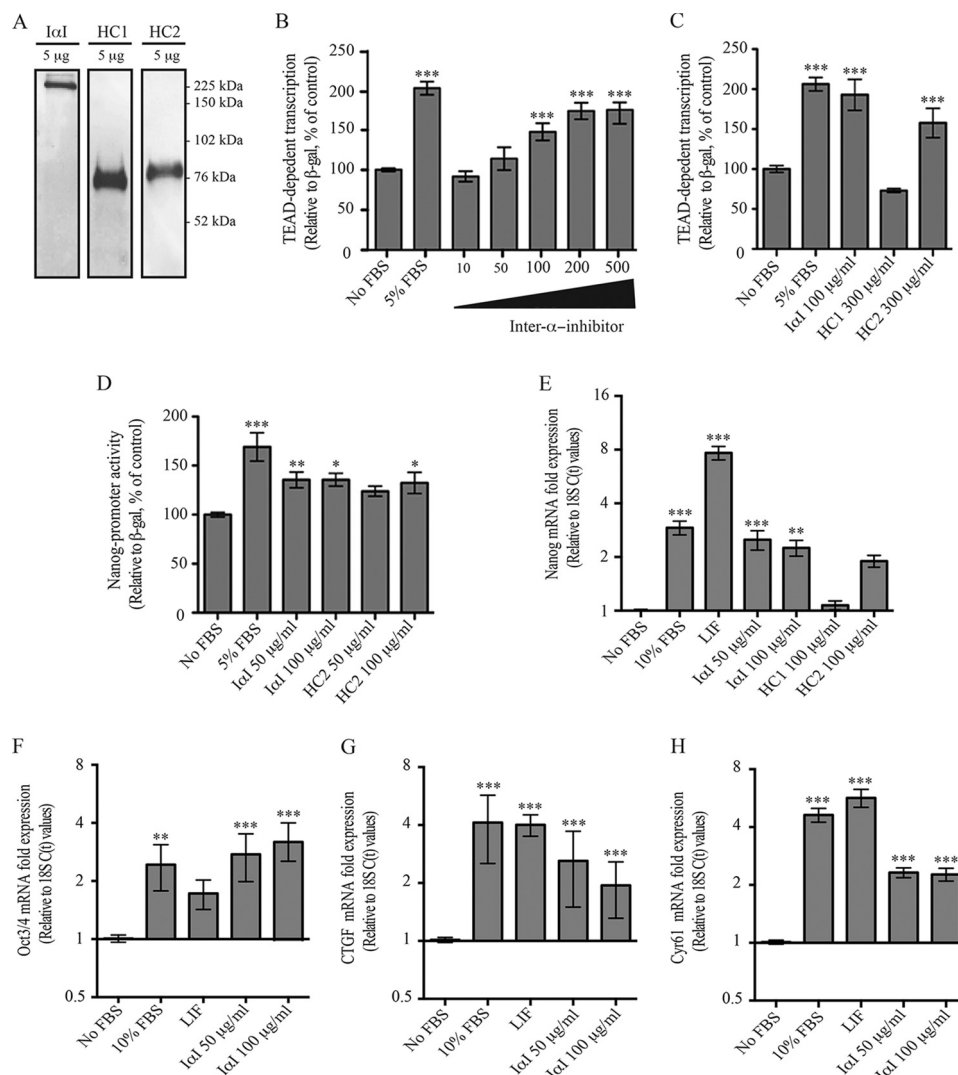 A
IαI HC1 HC2
5 µg 5 µg 5 µg
225 kDa
150 kDa
102 kDa
76 kDa
52 kDa
B
TEAD-depedent transcription
(Relative to β-gal, % of control)
250
200
150
100
50
0
No FBS
5% FBS
10 50 100 200 500
Inter-α-inhibitor
***
***
***
***
C
TEAD-depedent transcription
(Relative to β-gal, % of control)
250
200
150
100
50
0
***
***
***
No FBS
5% FBS
IαI 100 µg/ml
HC1 300 µg/ml
HC2 300 µg/ml
D
Nanog-promoter activity
(Relative to β-gal, % of control)
200
150
100
50
0
***
**
*
*
No FBS
5% FBS
IαI 50 µg/ml
IαI 100 µg/ml
HC2 50 µg/ml
HC2 100 µg/ml
E
Nanog mRNA fold expression
(Relative to 18S C(t) values)
16
8
4
2
1
***
***
***
**
No FBS
10% FBS
LIF
IαI 50 µg/ml
IαI 100 µg/ml
HC1 100 µg/ml
HC2 100 µg/ml
F
Oct3/4 mRNA fold expression
(Relative to 18S C(t) values)
8
4
2
1
0.5
**
***
***
No FBS
10% FBS
LIF
IαI 50 µg/ml
IαI 100 µg/ml
G
CTGF mRNA fold expression
(Relative to 18S C(t) values)
8
4
2
1
0.5
***
***
***
***
No FBS
10% FBS
LIF
IαI 50 µg/ml
IαI 100 µg/ml
H
Cyr61 mRNA fold expression
(Relative to 18S C(t) values)
8
4
2
1
0.5
***
***
***
***
No FBS
10% FBS
LIF
IαI 50 µg/ml
IαI 100 µg/ml